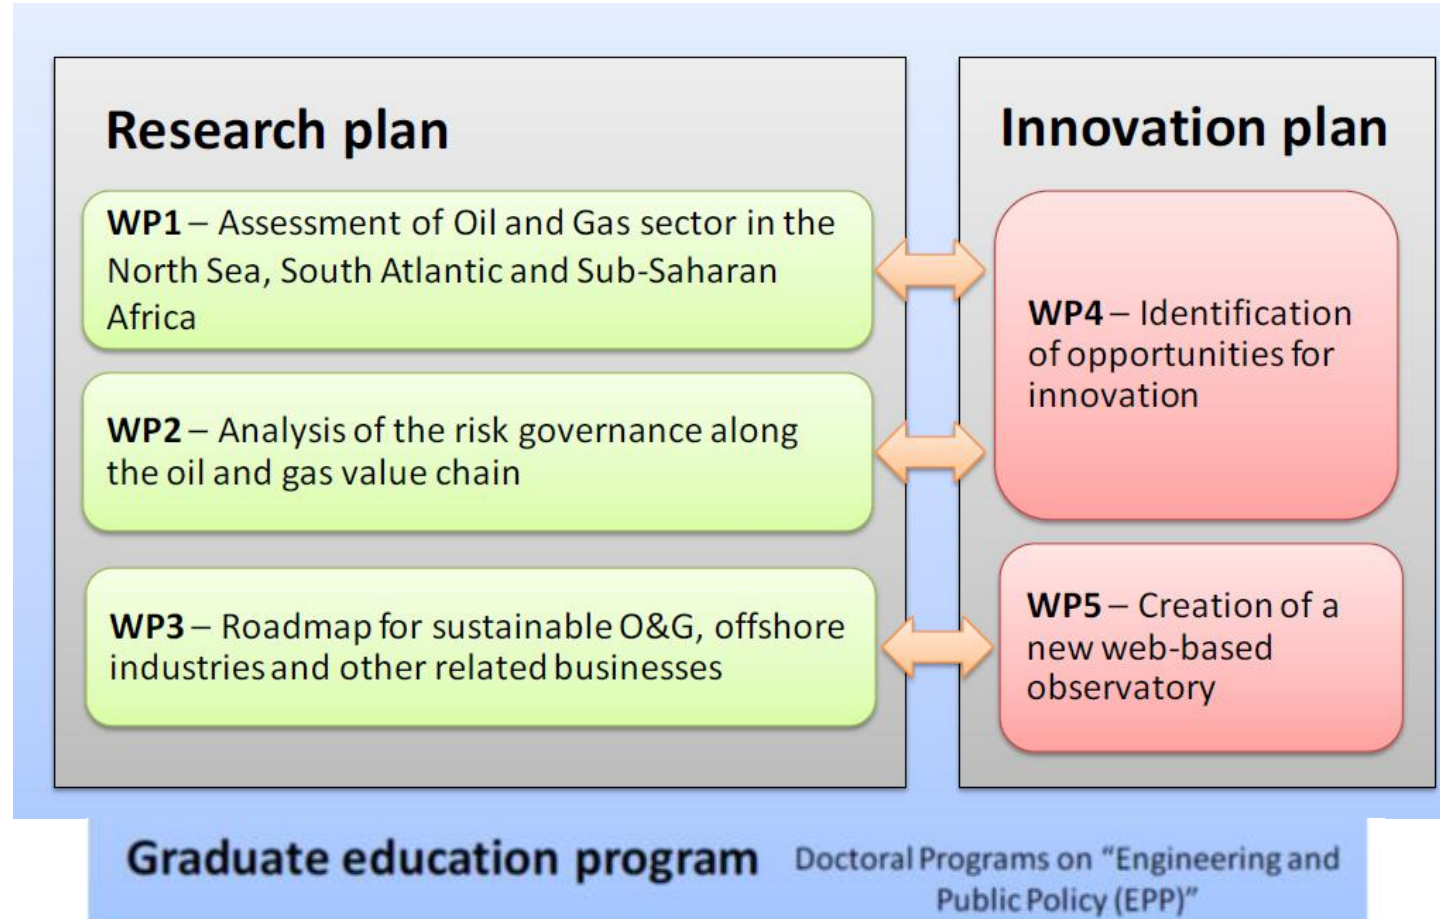 Research plan
WP1 – Assessment of Oil and Gas sector in the
North Sea, South Atlantic and Sub-Saharan
Africa
WP2 – Analysis of the risk governance along
the oil and gas value chain
WP3 – Roadmap for sustainable O&G, offshore
industries and other related businesses
Innovation plan
WP4 – Identification
of opportunities for
innovation
WP5 – Creation of a
new web-based
observatory
Graduate education program
Doctoral Programs on “Engineering and
Public Policy (EPP)”